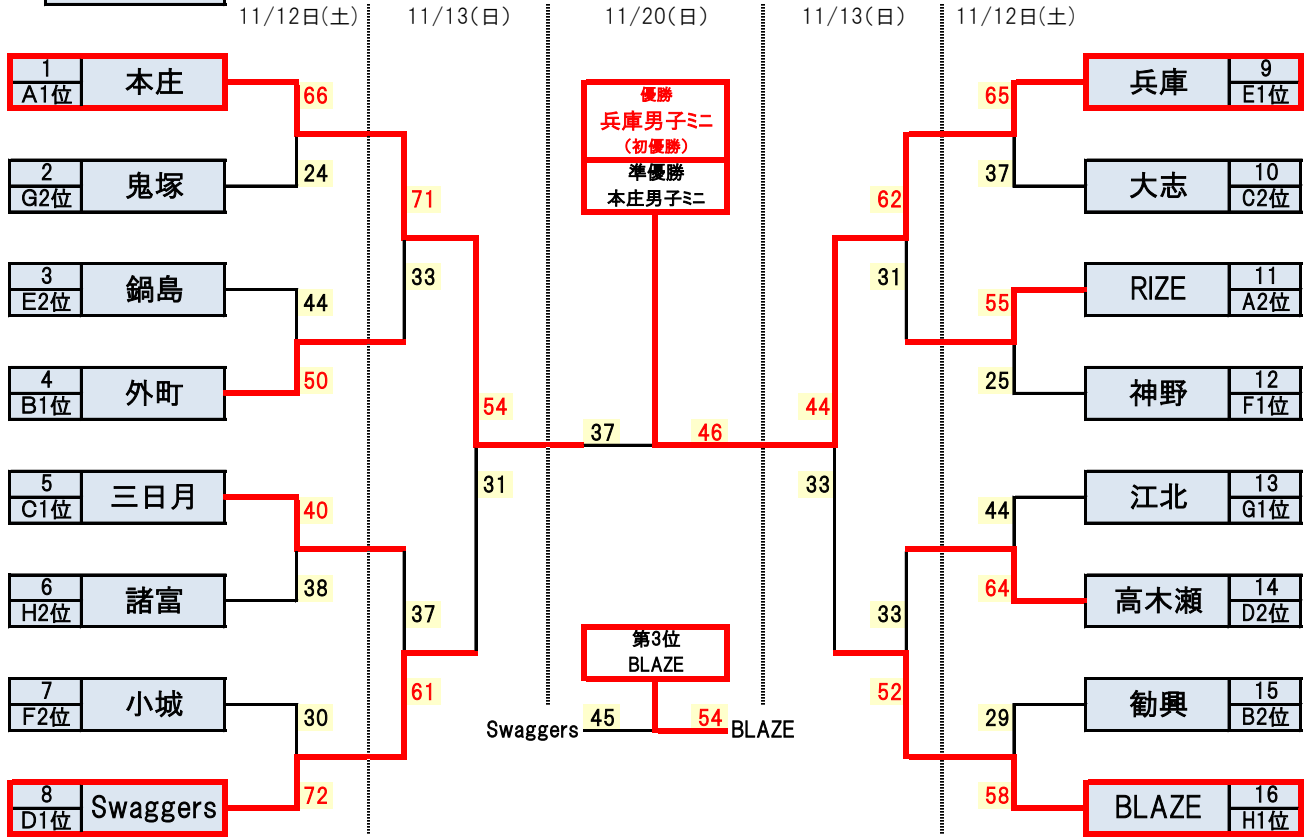 11/12日(土) 11/13(日) 11/20(日) 11/13(日) 11/12日(土)
1 本庄
A1位
66
2 鬼塚
G2位
24
71
3 鍋島
E2位
44
33
4 外町
B1位
50
54
5 三日月
C1位
40
31
6 諸富
H2位
38
37
7 小城
F2位
30
61
8 Swaggers
D1位
72
優勝
兵庫男子ミニ
(初優勝)
準優勝
本庄男子ミニ
37 46
第3位
BLAZE
Swaggers 45 54 BLAZE
65
兵庫 9
E1位
37
大志 10
C2位
62
31
55
RIZE 11
A2位
25
神野 12
F1位
44
33
44
江北 13
G1位
64
高木瀬 14
D2位
33
52
29
勧興 15
B2位
58
BLAZE 16
H1位